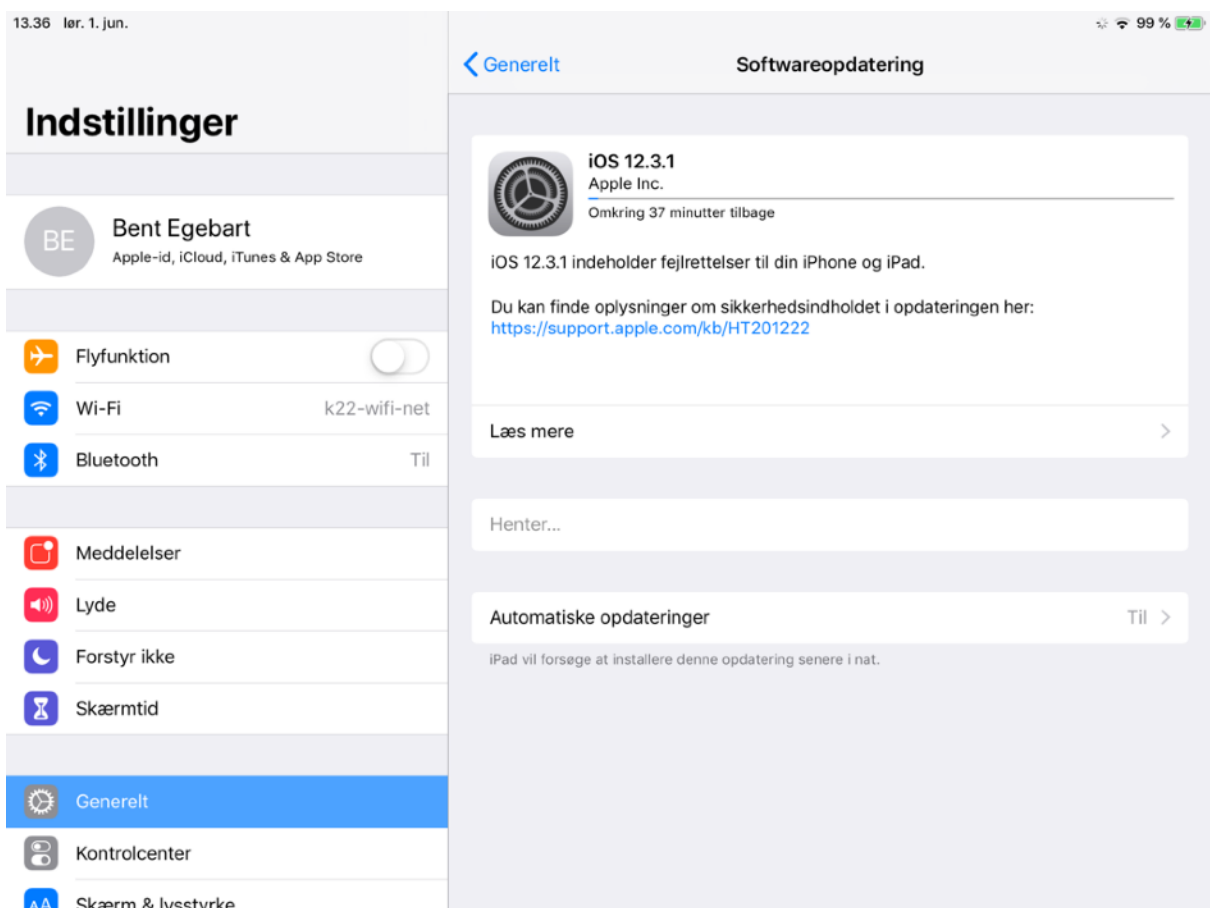 13.36 lør. 1. jun.
99 %
Indstillinger
BE
Bent Egebart
Apple-id, iCloud, iTunes & App Store
Flyfunktion
Wi-Fi k22-wifi-net
Bluetooth Til
Meddelelser
Lyde
Forstyr ikke
Skærmtid
Generelt
Kontrolcenter
AA Skærm & lysstyrke
Generelt Softwareopdatering
iOS 12.3.1
Apple Inc.
Omkring 37 minutter tilbage
iOS 12.3.1 indeholder fejlrettelser til din iPhone og iPad.
Du kan finde oplysninger om sikkerhedsindholdet i opdateringen her:
https://support.apple.com/kb/HT201222
Læs mere
Henter...
Automatiske opdateringer Til
iPad vil forsøge at installere denne opdatering senere i nat.